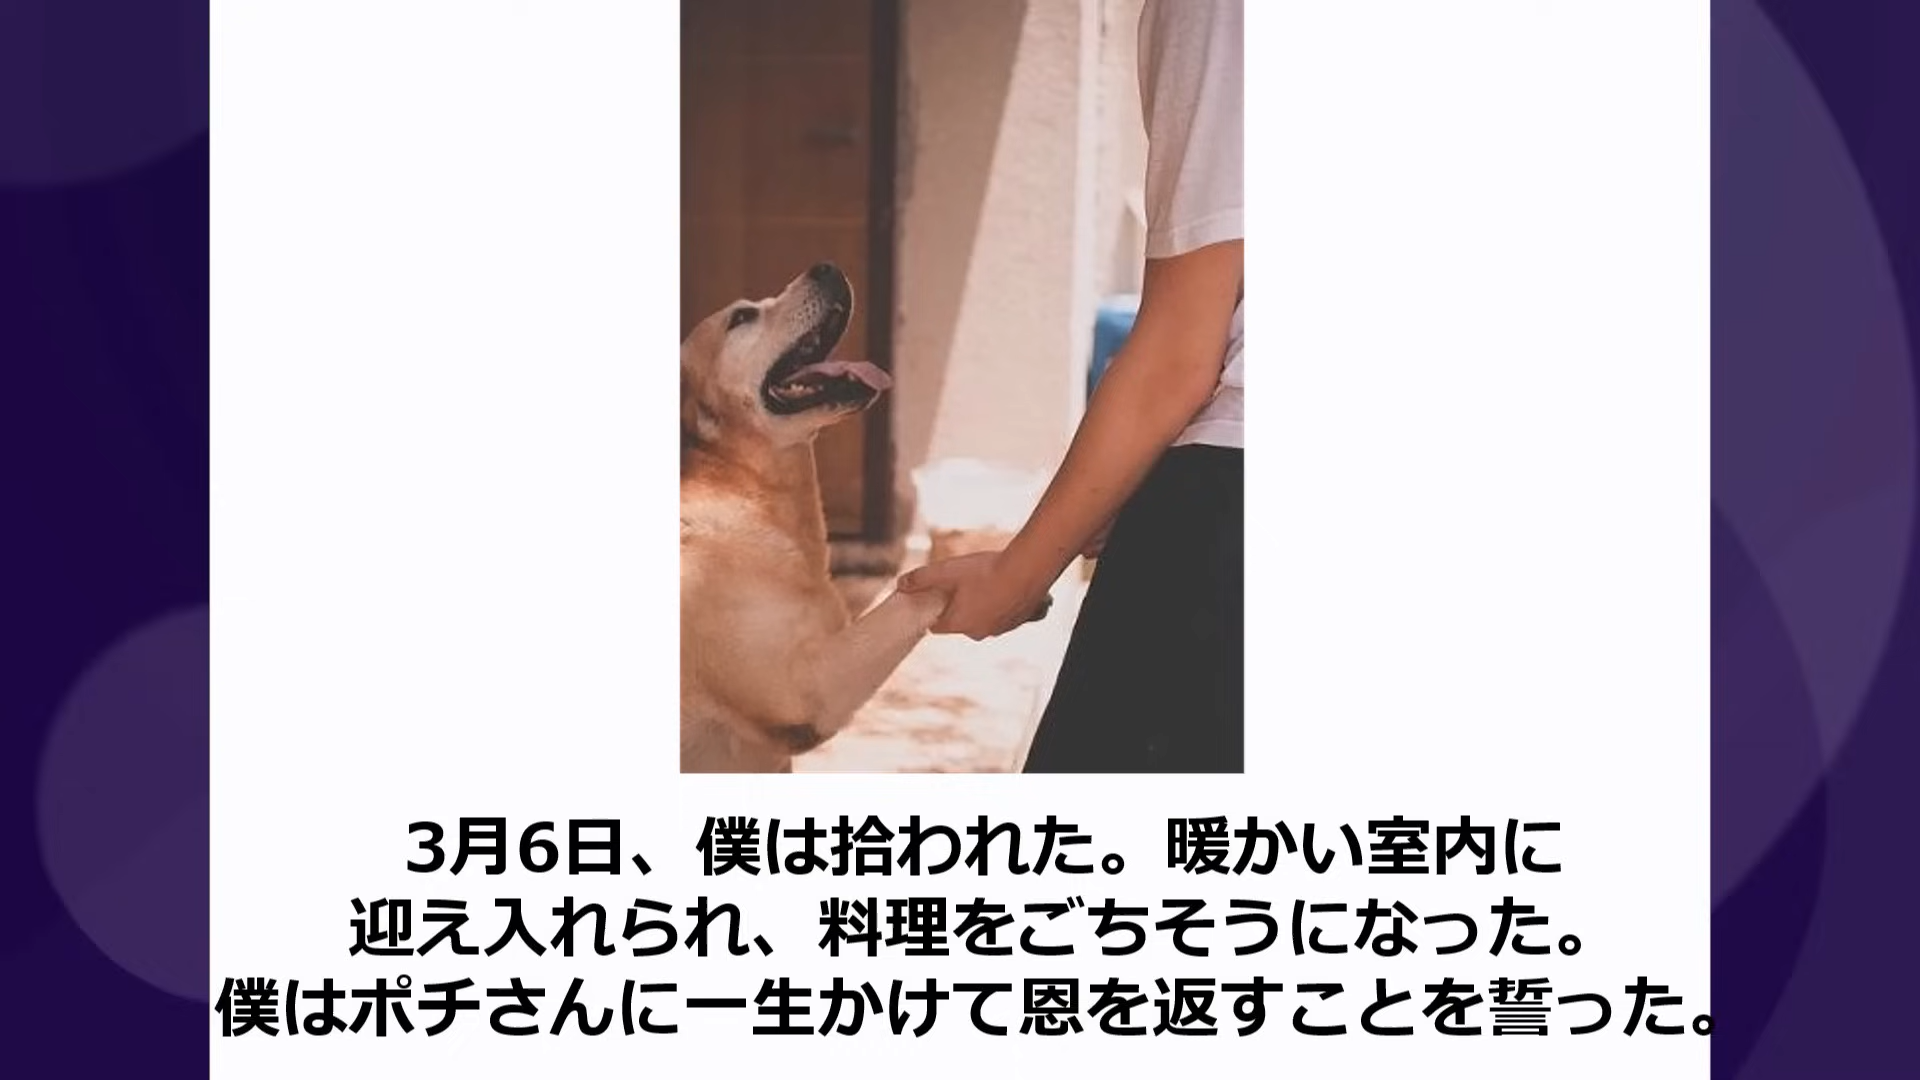 3月6日、僕は拾われた。暖かい室内に
迎え入れられ、料理をごちそうになった。
僕はポチさんに一生かけて恩を返すことを誓った。